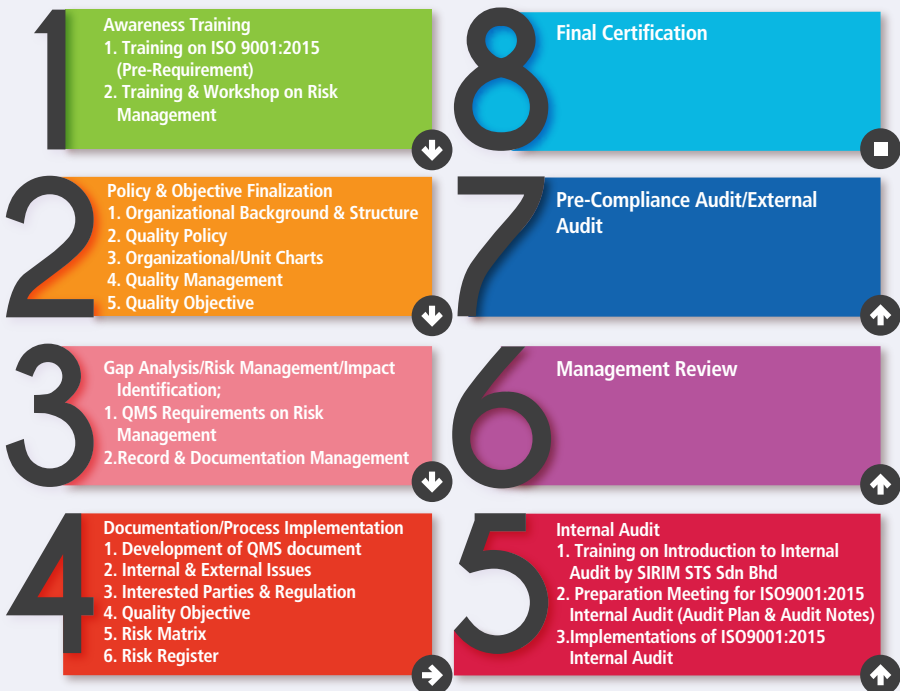 1
Awareness Training
1. Training on ISO 9001:2015
(Pre-Requirement)
2. Training & Workshop on Risk
Management
2
Policy & Objective Finalization
1. Organizational Background & Structure
2. Quality Policy
3. Organizational/Unit Charts
4. Quality Management
5. Quality Objective
3
Gap Analysis/Risk Management/Impact
Identification;
1. QMS Requirements on Risk
Management
2.Record & Documentation Management
4
Documentation/Process Implementation
1. Development of QMS document
2. Internal & External Issues
3. Interested Parties & Regulation
4. Quality Objective
5. Risk Matrix
6. Risk Register
5
Internal Audit
1. Training on Introduction to Internal
Audit by SIRIM STS Sdn Bhd
2. Preparation Meeting for ISO9001:2015
Internal Audit (Audit Plan & Audit Notes)
3.Implementations of ISO9001:2015
Internal Audit
6
Management Review
7
Pre-Compliance Audit/External
Audit
8
Final Certification